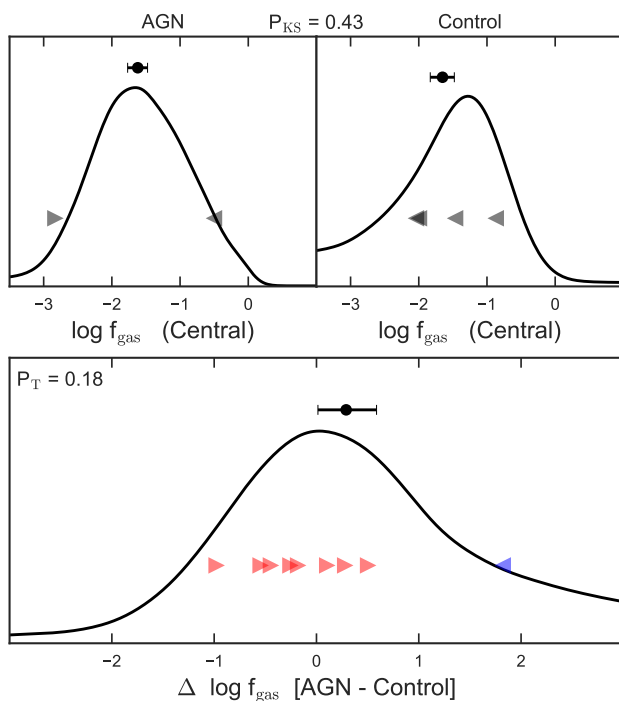 AGN P_KS = 0.43 Control
−3 −2 −1 0 −3 −2 −1 0
log f_gas (Central) log f_gas (Central)
P_T = 0.18
−2 −1 0 1 2
Δ log f_gas [AGN - Control]